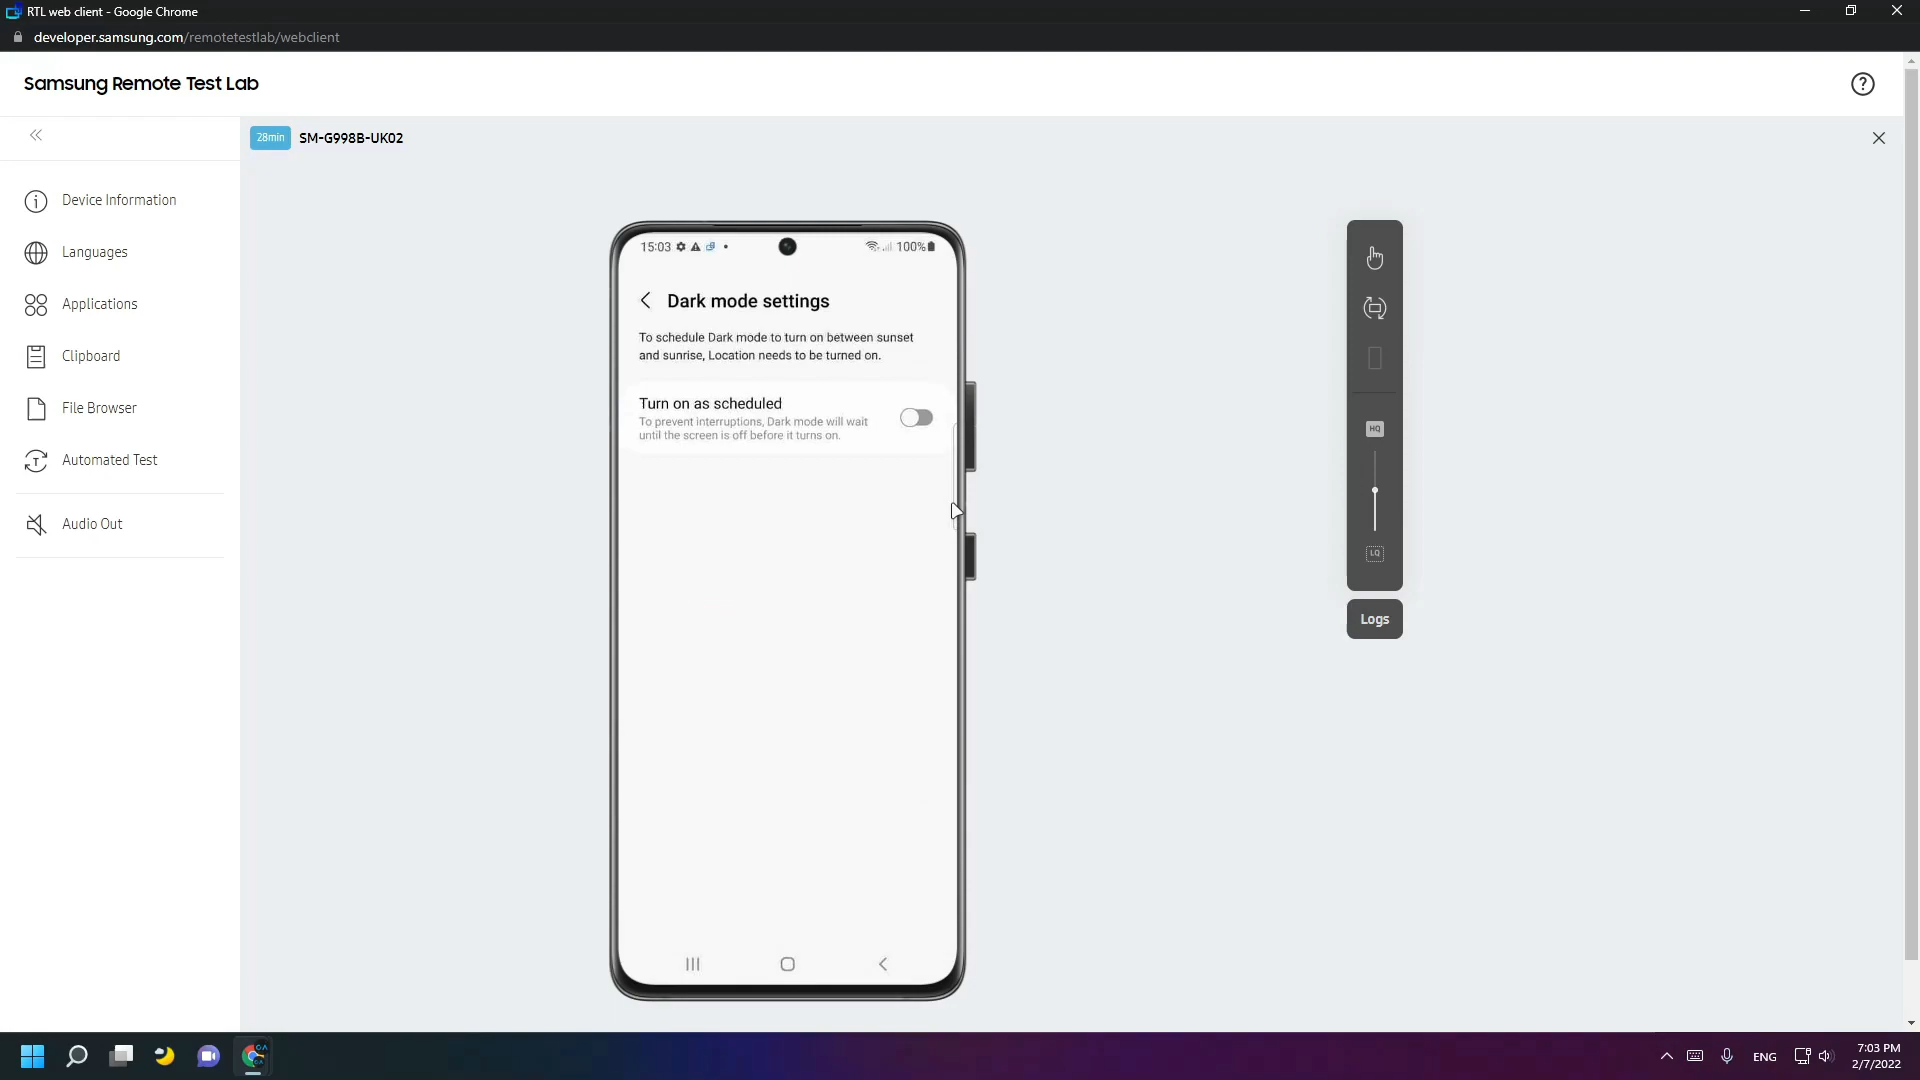 RTL web client - Google Chrome
developer.samsung.com/remotetestlab/webclient
Samsung Remote Test Lab
28min SM-G998B-UK02
Device Information
Languages
Applications
Clipboard
File Browser
Automated Test
Audio Out
15:03 100%
Dark mode settings
To schedule Dark mode to turn on between sunset
and sunrise, Location needs to be turned on.
Turn on as scheduled
To prevent interruptions, Dark mode will wait
until the screen is off before it turns on.
HQ
LQ
Logs
ENG
7:03 PM
2/7/2022